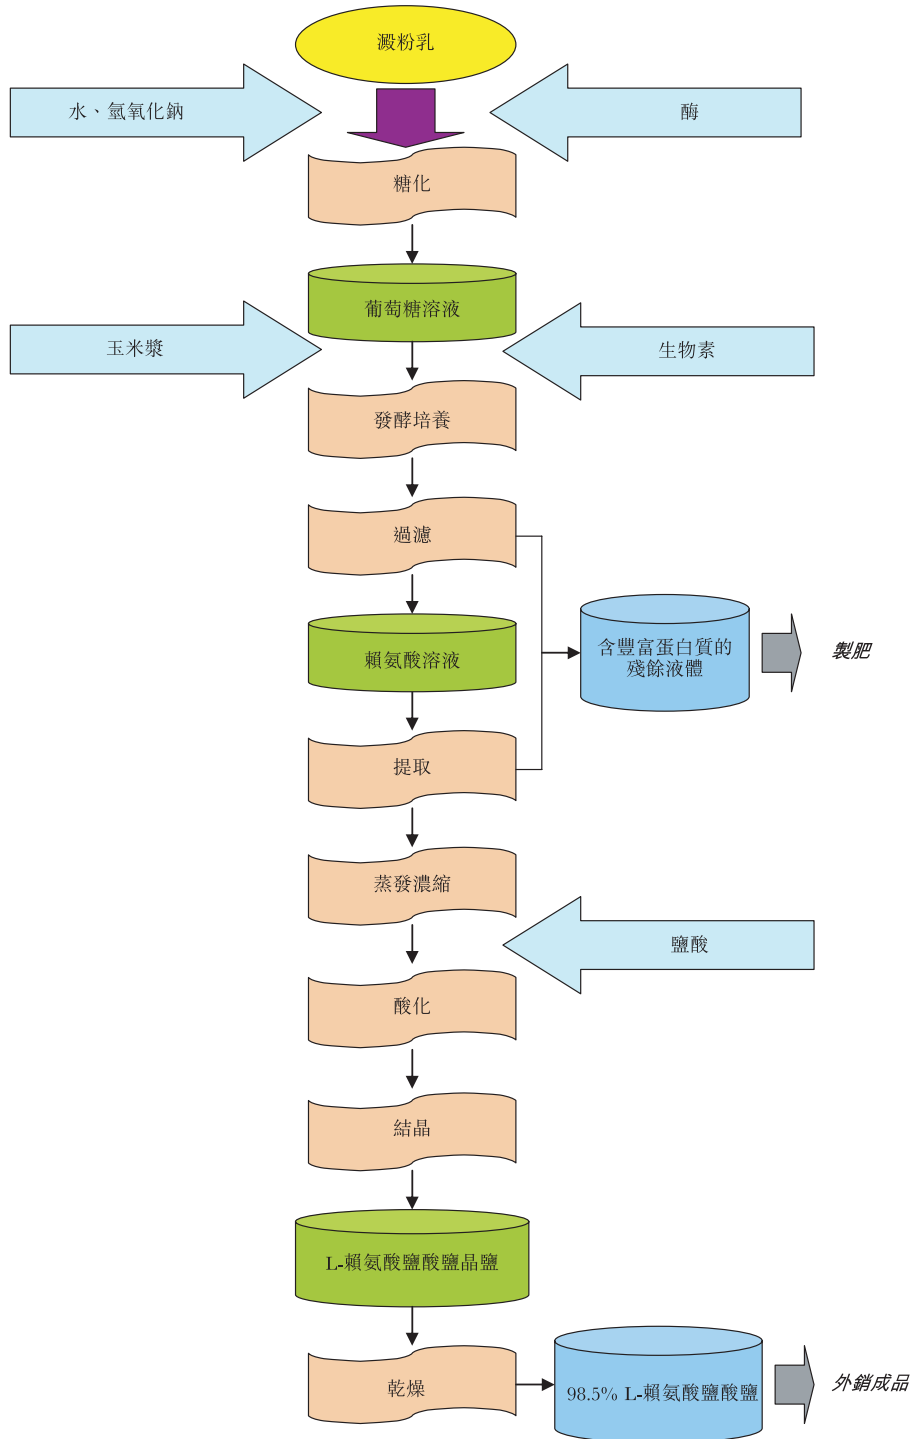 澱粉乳
水、氫氧化鈉
酶
糖化
葡萄糖溶液
玉米漿
生物素
發酵培養
過濾
賴氨酸溶液
含豐富蛋白質的
殘餘液體
製肥
提取
蒸發濃縮
鹽酸
酸化
結晶
L-賴氨酸鹽酸鹽晶鹽
乾燥
98.5% L-賴氨酸鹽酸鹽
外銷成品